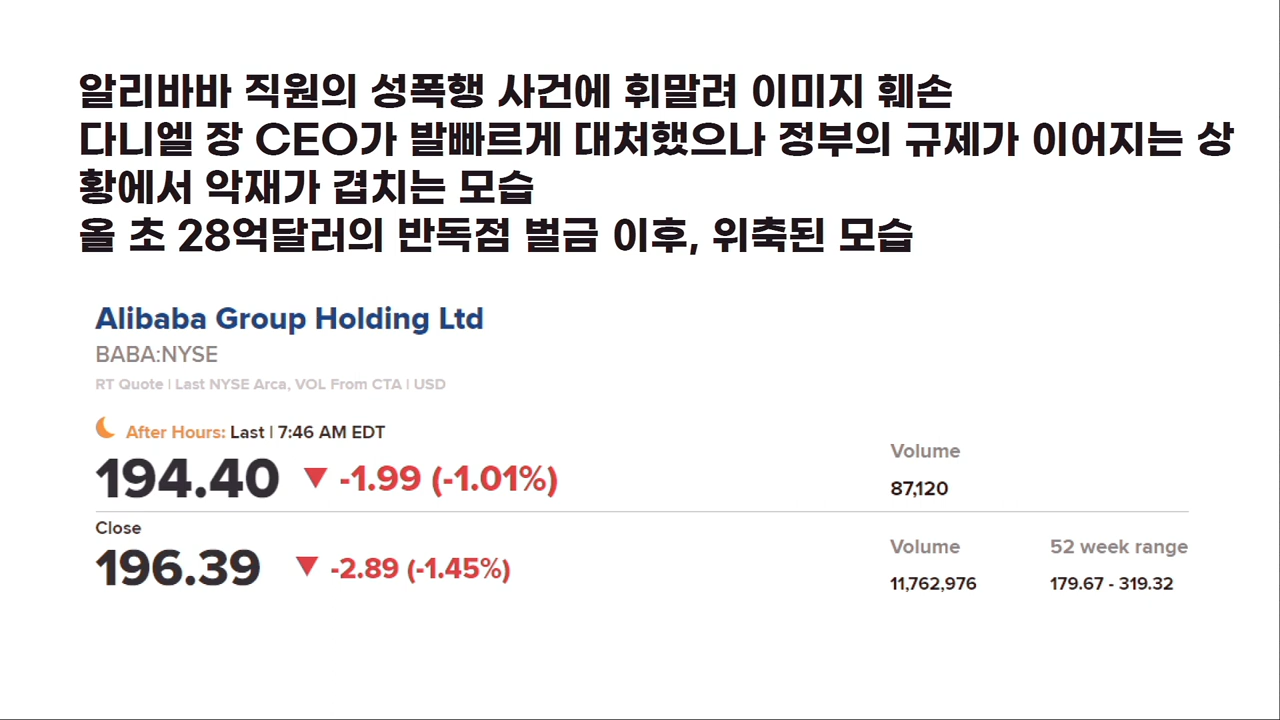 알리바바 직원의 성폭행 사건에 휘말려 이미지 훼손
다니엘 장 CEO가 발빠르게 대처했으나 정부의 규제가 이어지는 상
황에서 악재가 겹치는 모습
올 초 28억달러의 반독점 벌금 이후, 위축된 모습
Alibaba Group Holding Ltd
BABA:NYSE
RT Quote | Last NYSE Arca, VOL From CTA | USD
After Hours: Last | 7:46 AM EDT
194.40 ▼ -1.99 (-1.01%)
Volume
87,120
Close
196.39 ▼ -2.89 (-1.45%)
Volume 52 week range
11,762,976 179.67 - 319.32